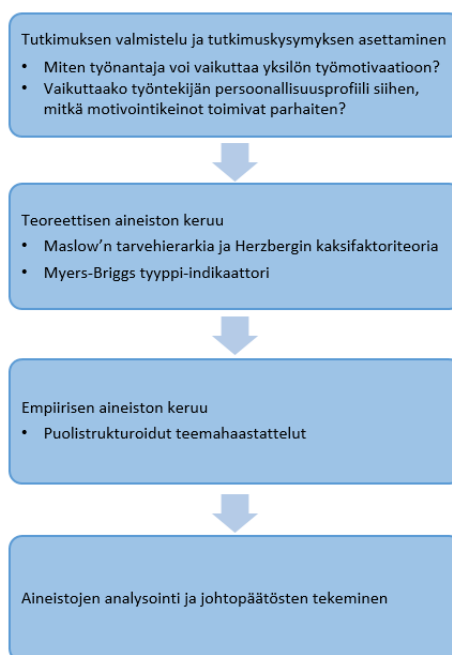 Tutkimuksen valmistelu ja tutkimuskysymyksen asettaminen
• Miten työnantaja voi vaikuttaa yksilön työmotivaatioon?
• Vaikuttaako työntekijän persoonallisuusprofiili siihen,
mitkä motivointikeinot toimivat parhaiten?
Teoreettisen aineiston keruu
• Maslow’n tarvehierarkia ja Herzbergin kaksifaktoriteoria
• Myers-Briggs tyyppi-indikaattori
Empiirisen aineiston keruu
• Puolistrukturoidut teemahaastattelut
Aineistojen analysointi ja johtopäätösten tekeminen